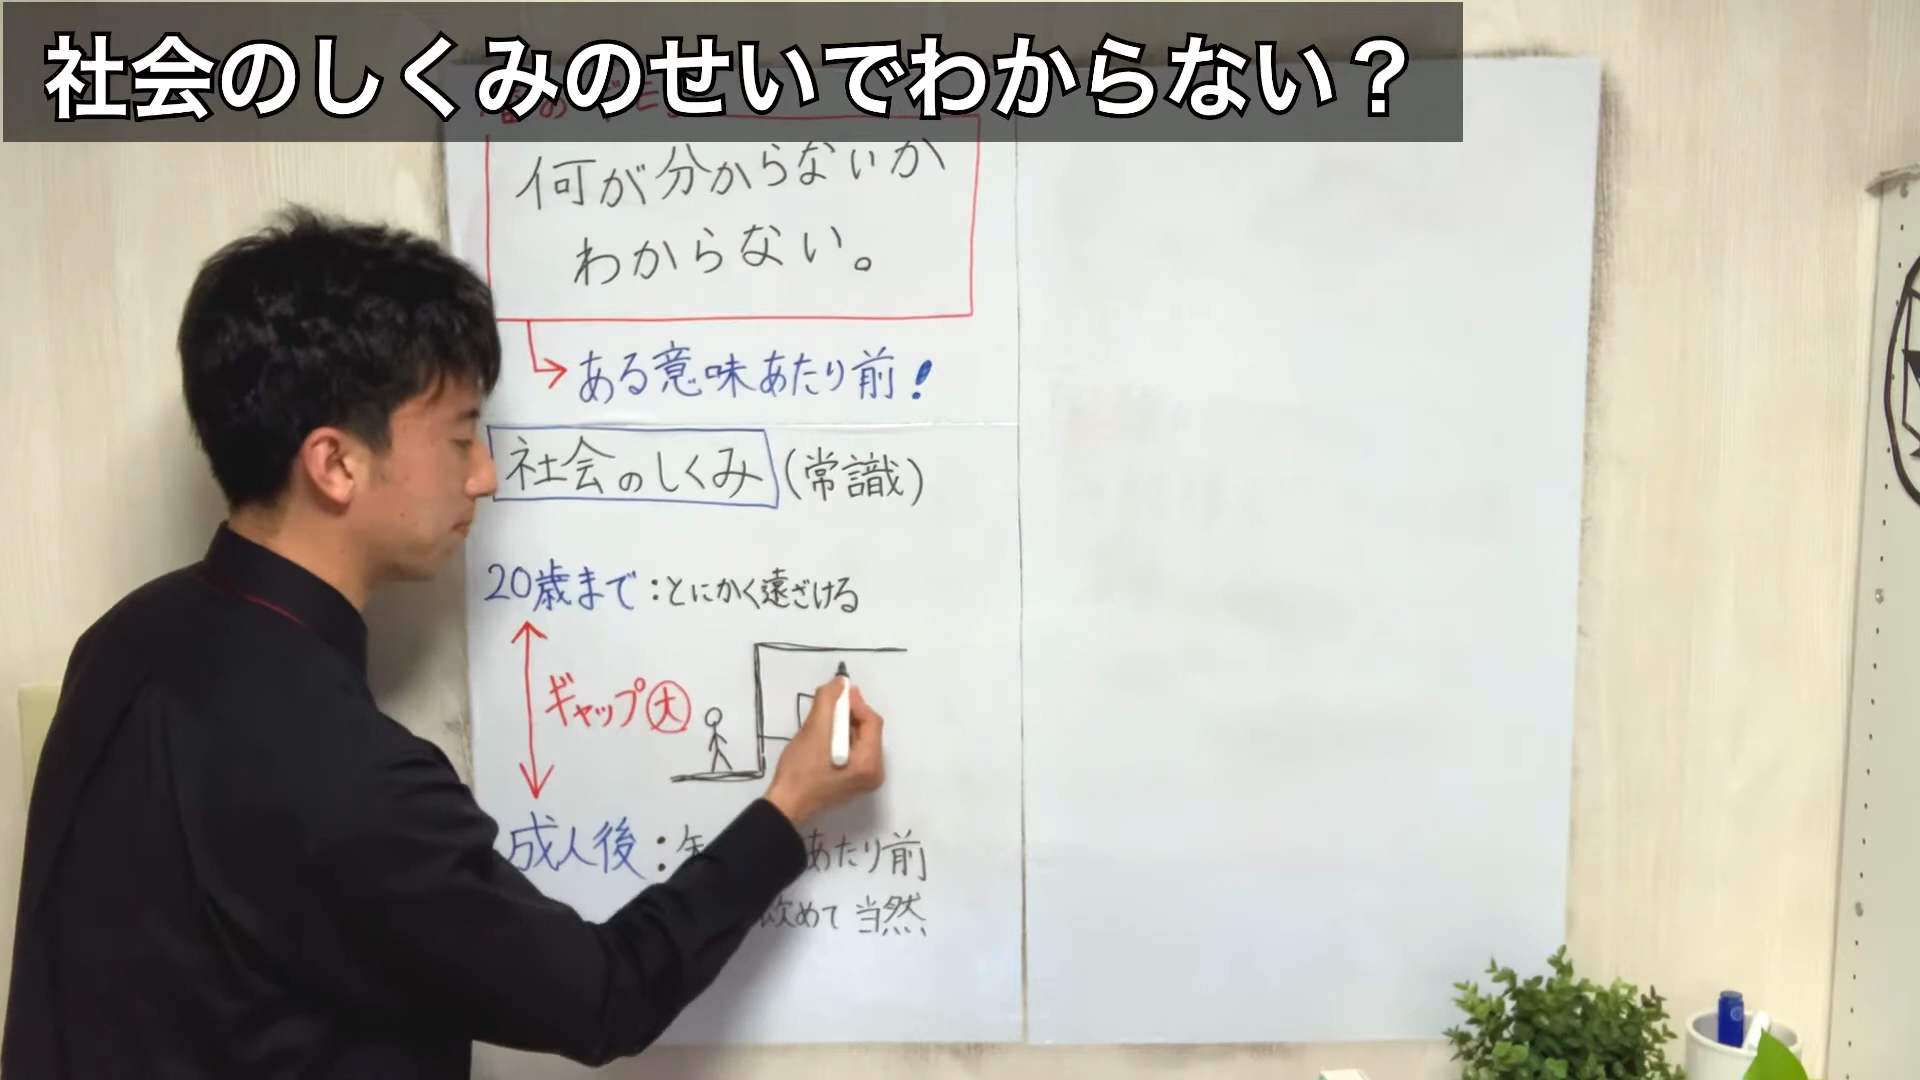 社会のしくみのせいでわからない？
何が分からないか
わからない。
ある意味あたり前！
社会のしくみ（常識）
20歳まで：とにかく遠ざける
ギャップ大
成人後：
あたり前
飲めて当然